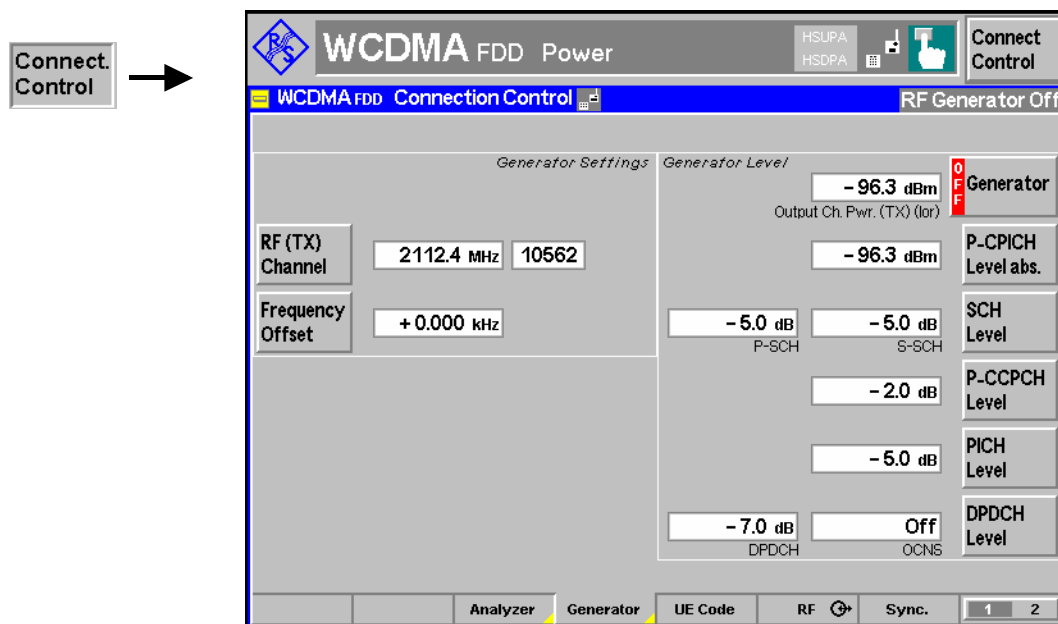 Connect.
Control
R&S
WCDMA FDD Power
HSUPA
HSDPA
Connect
Control
WCDMA FDD Connection Control
RF Generator Off
Generator Settings
Generator Level
- 96.3 dBm
Output Ch. Pwr. (TX) (Ior)
OFF
Generator
RF (TX)
Channel
2112.4 MHz
10562
- 96.3 dBm
P-CPICH
Level abs.
Frequency
Offset
+ 0.000 kHz
- 5.0 dB
P-SCH
- 5.0 dB
S-SCH
SCH
Level
- 2.0 dB
P-CCPCH
Level
- 5.0 dB
PICH
Level
- 7.0 dB
DPDCH
Off
OCNS
DPDCH
Level
Analyzer
Generator
UE Code
RF
Sync.
1 2